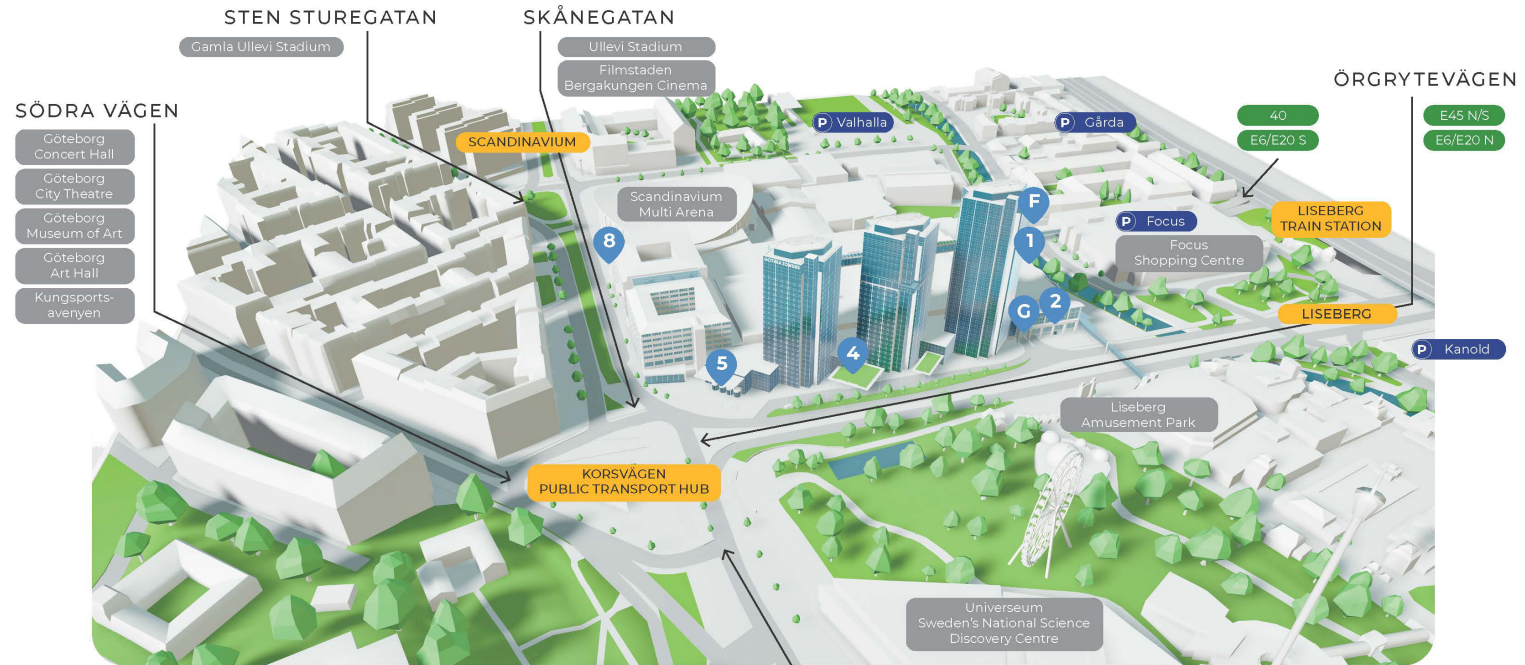 STEN STUREGATAN
Gamla Ullevi Stadium
SKÅNEGATAN
Ullevi Stadium
Filmstaden
Bergakungen Cinema
ÖRGRYTEVÄGEN
40
E6/E20 S
E45 N/S
E6/E20 N
SÖDRA VÄGEN
Göteborg
Concert Hall
Göteborg
City Theatre
Göteborg
Museum of Art
Göteborg
Art Hall
Kungsports-
avenyen
SCANDINAVIUM
P Valhalla
P Gårda
Scandinavium
Multi Arena
F
1
8
P Focus
Focus
Shopping Centre
LISEBERG
TRAIN STATION
G
2
LISEBERG
P Kanold
5
4
Liseberg
Amusement Park
KORSVÄGEN
PUBLIC TRANSPORT HUB
Universeum
Sweden's National Science
Discovery Centre